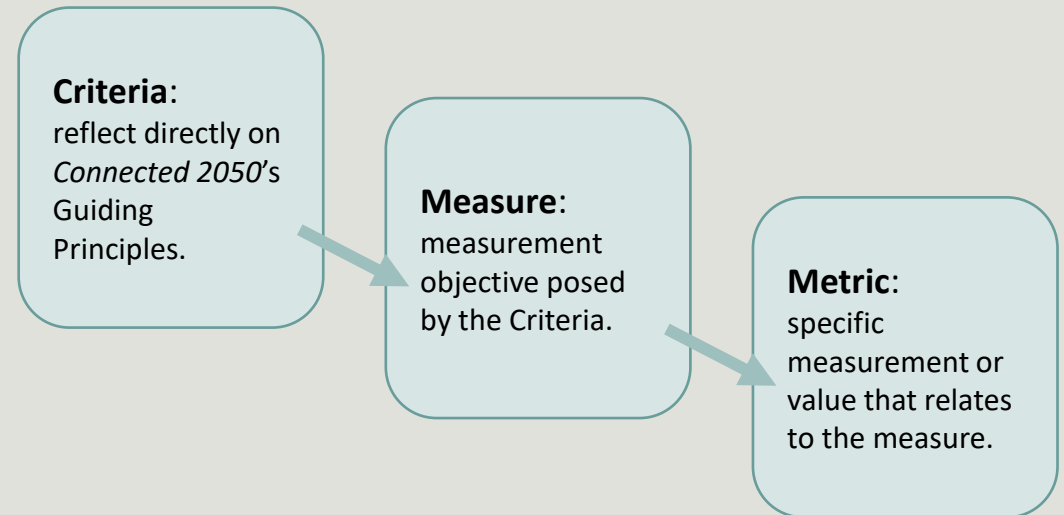 Criteria:
reflect directly on
Connected 2050's
Guiding
Principles.
Measure:
measurement
objective posed
by the Criteria.
Metric:
specific
measurement or
value that relates
to the measure.